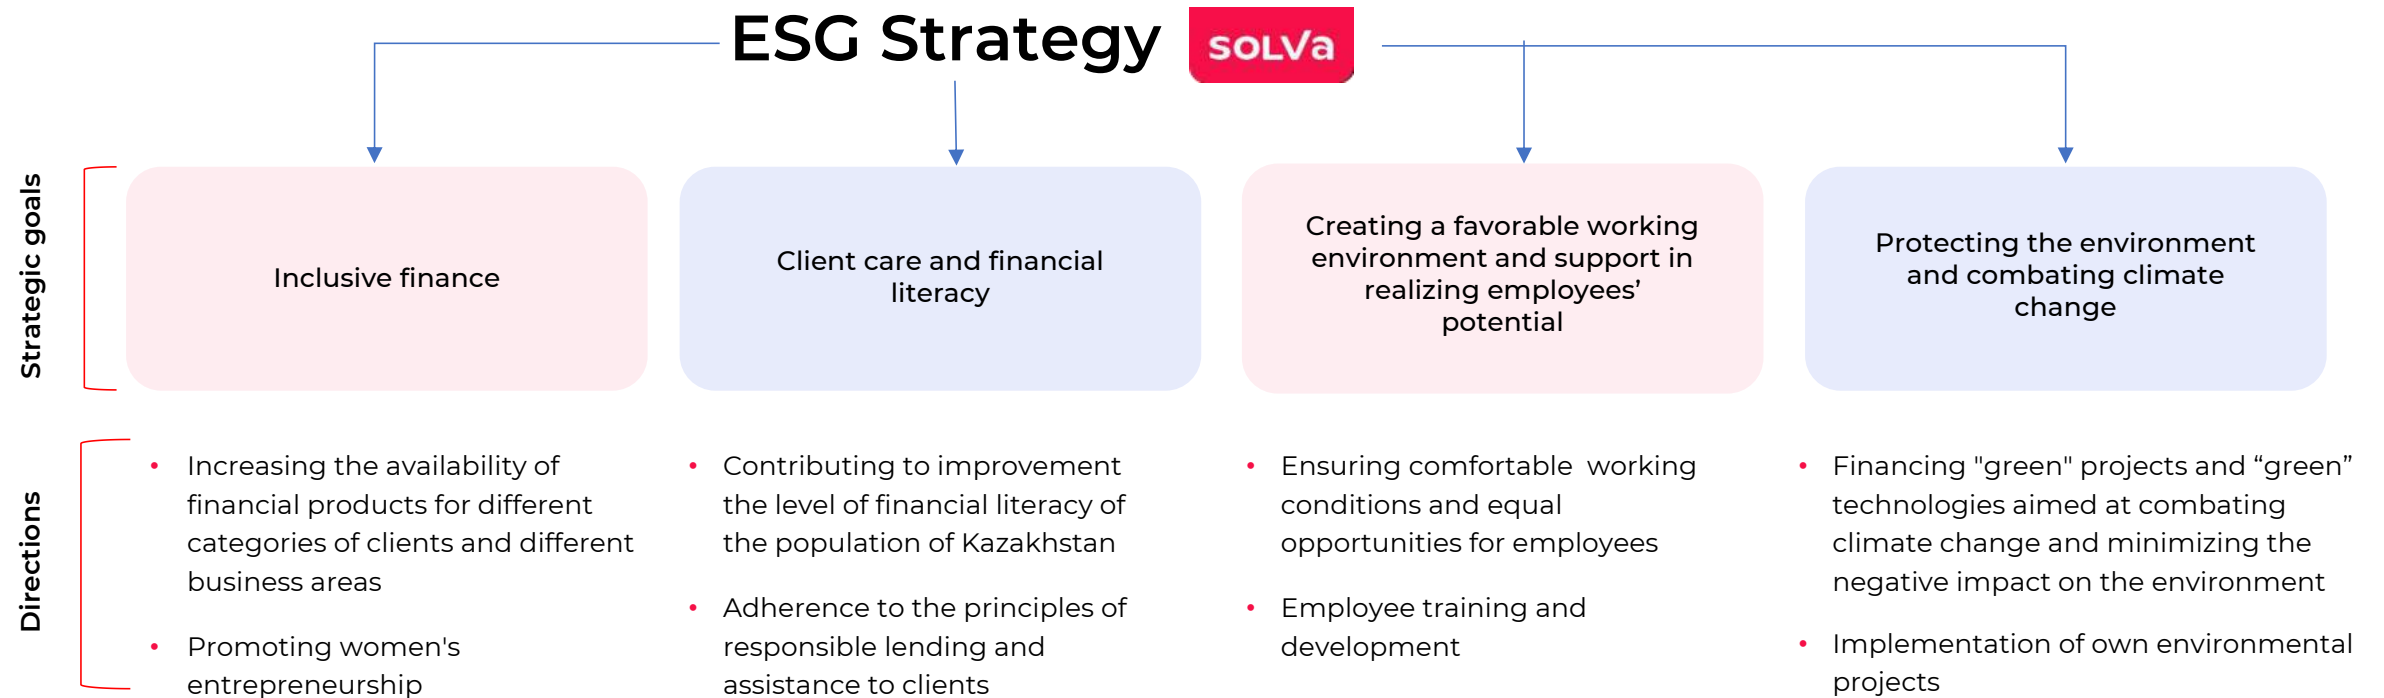 ESG Strategy
soLVa
Strategic goals
Inclusive finance
Client care and financial
literacy
Creating a favorable working
environment and support in
realizing employees’
potential
Protecting the environment
and combating climate
change
Directions
• Increasing the availability of
financial products for different
categories of clients and different
business areas
• Promoting women's
entrepreneurship
• Contributing to improvement
the level of financial literacy of
the population of Kazakhstan
• Adherence to the principles of
responsible lending and
assistance to clients
• Ensuring comfortable  working
conditions and equal
opportunities for employees
• Employee training and
development
• Financing "green" projects and “green”
technologies aimed at combating
climate change and minimizing the
negative impact on the environment
• Implementation of own environmental
projects